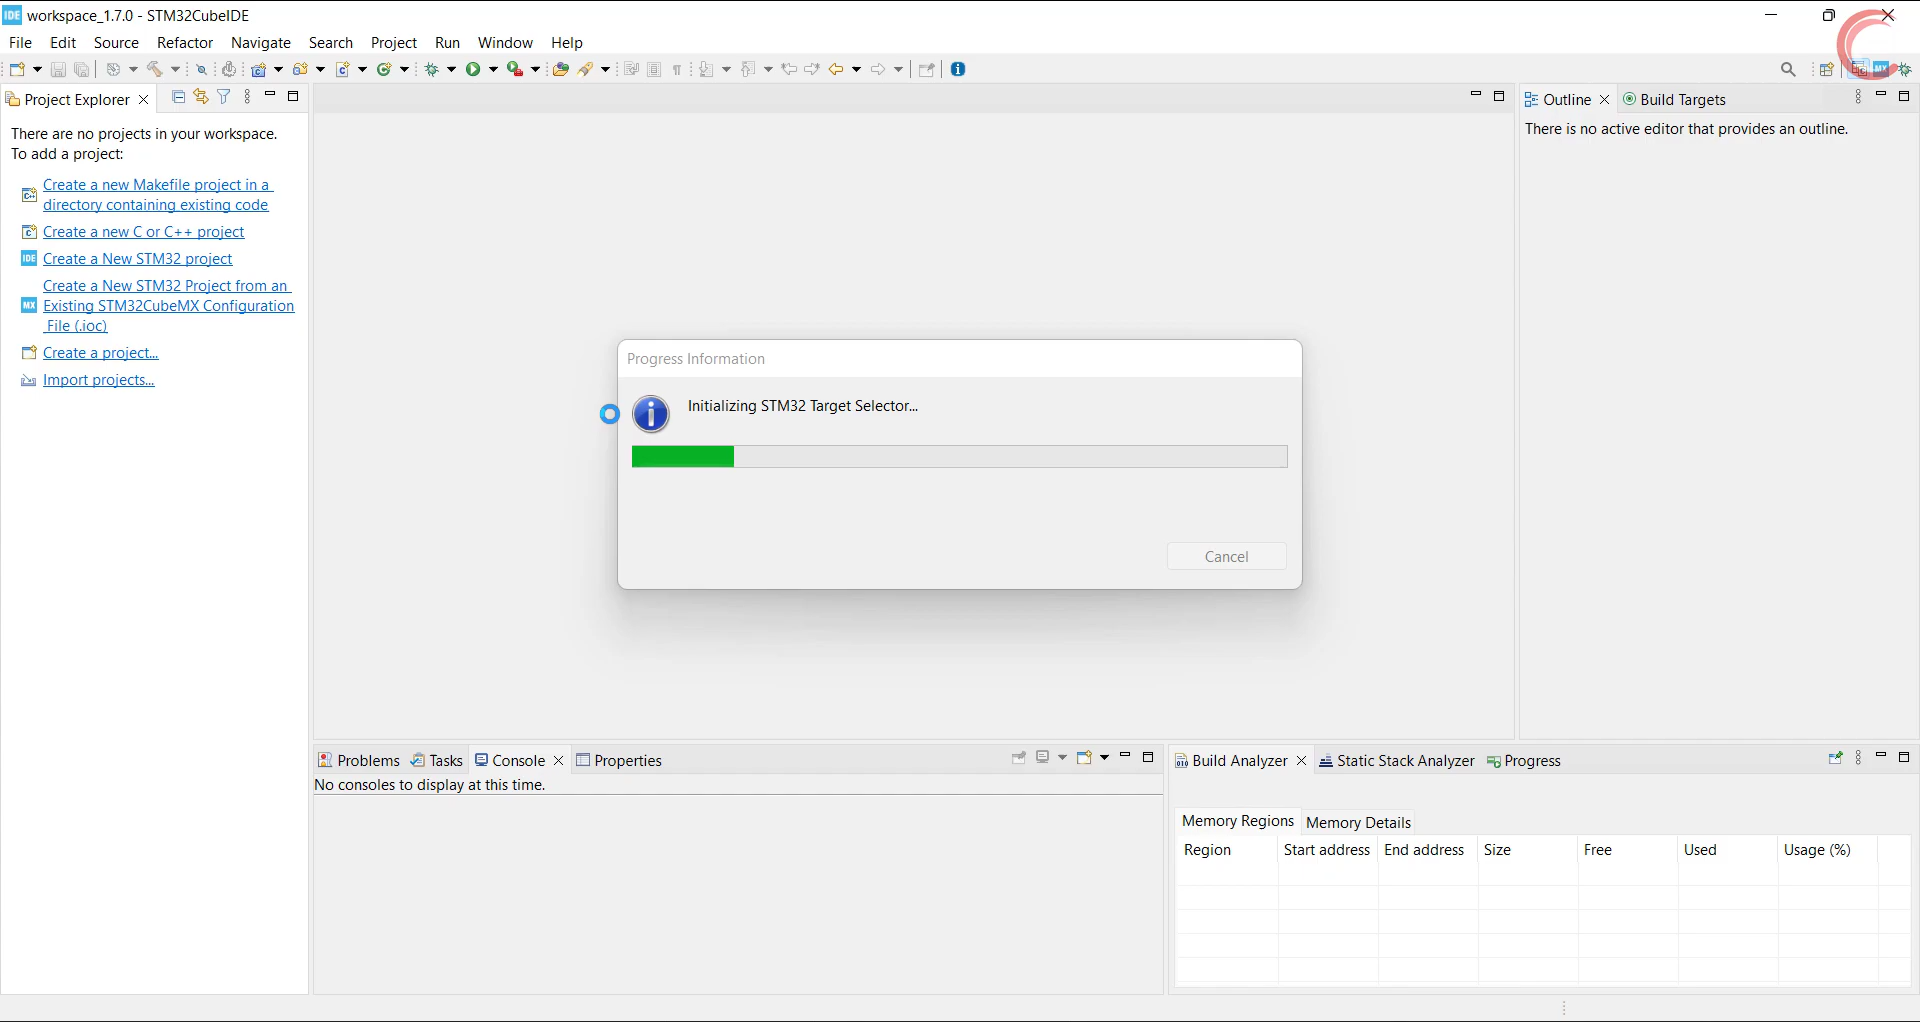 IDE workspace_1.7.0 - STM32CubeIDE
File Edit Source Refactor Navigate Search Project Run Window Help
Project Explorer
There are no projects in your workspace.
To add a project:
Create a new Makefile project in a
directory containing existing code
Create a new C or C++ project
IDE Create a New STM32 project
Create a New STM32 Project from an
MX Existing STM32CubeMX Configuration
File (.ioc)
Create a project...
Import projects...
Progress Information
Initializing STM32 Target Selector...
Cancel
Outline Build Targets
There is no active editor that provides an outline.
Problems Tasks Console Properties
No consoles to display at this time.
Build Analyzer Static Stack Analyzer Progress
Memory Regions Memory Details
Region Start address End address Size Free Used Usage (%)